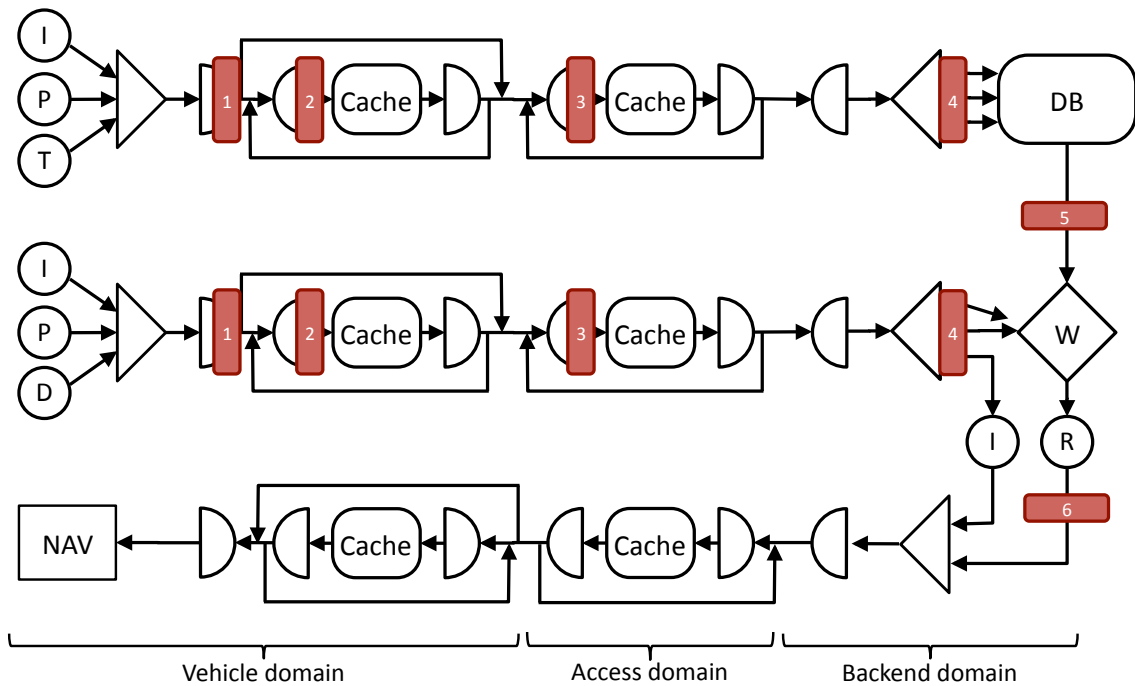 I
P
T
1
2
Cache
3
Cache
4
DB
5
I
P
D
1
2
Cache
3
Cache
4
W
I
R
6
NAV
Cache
Cache
Vehicle domain
Access domain
Backend domain